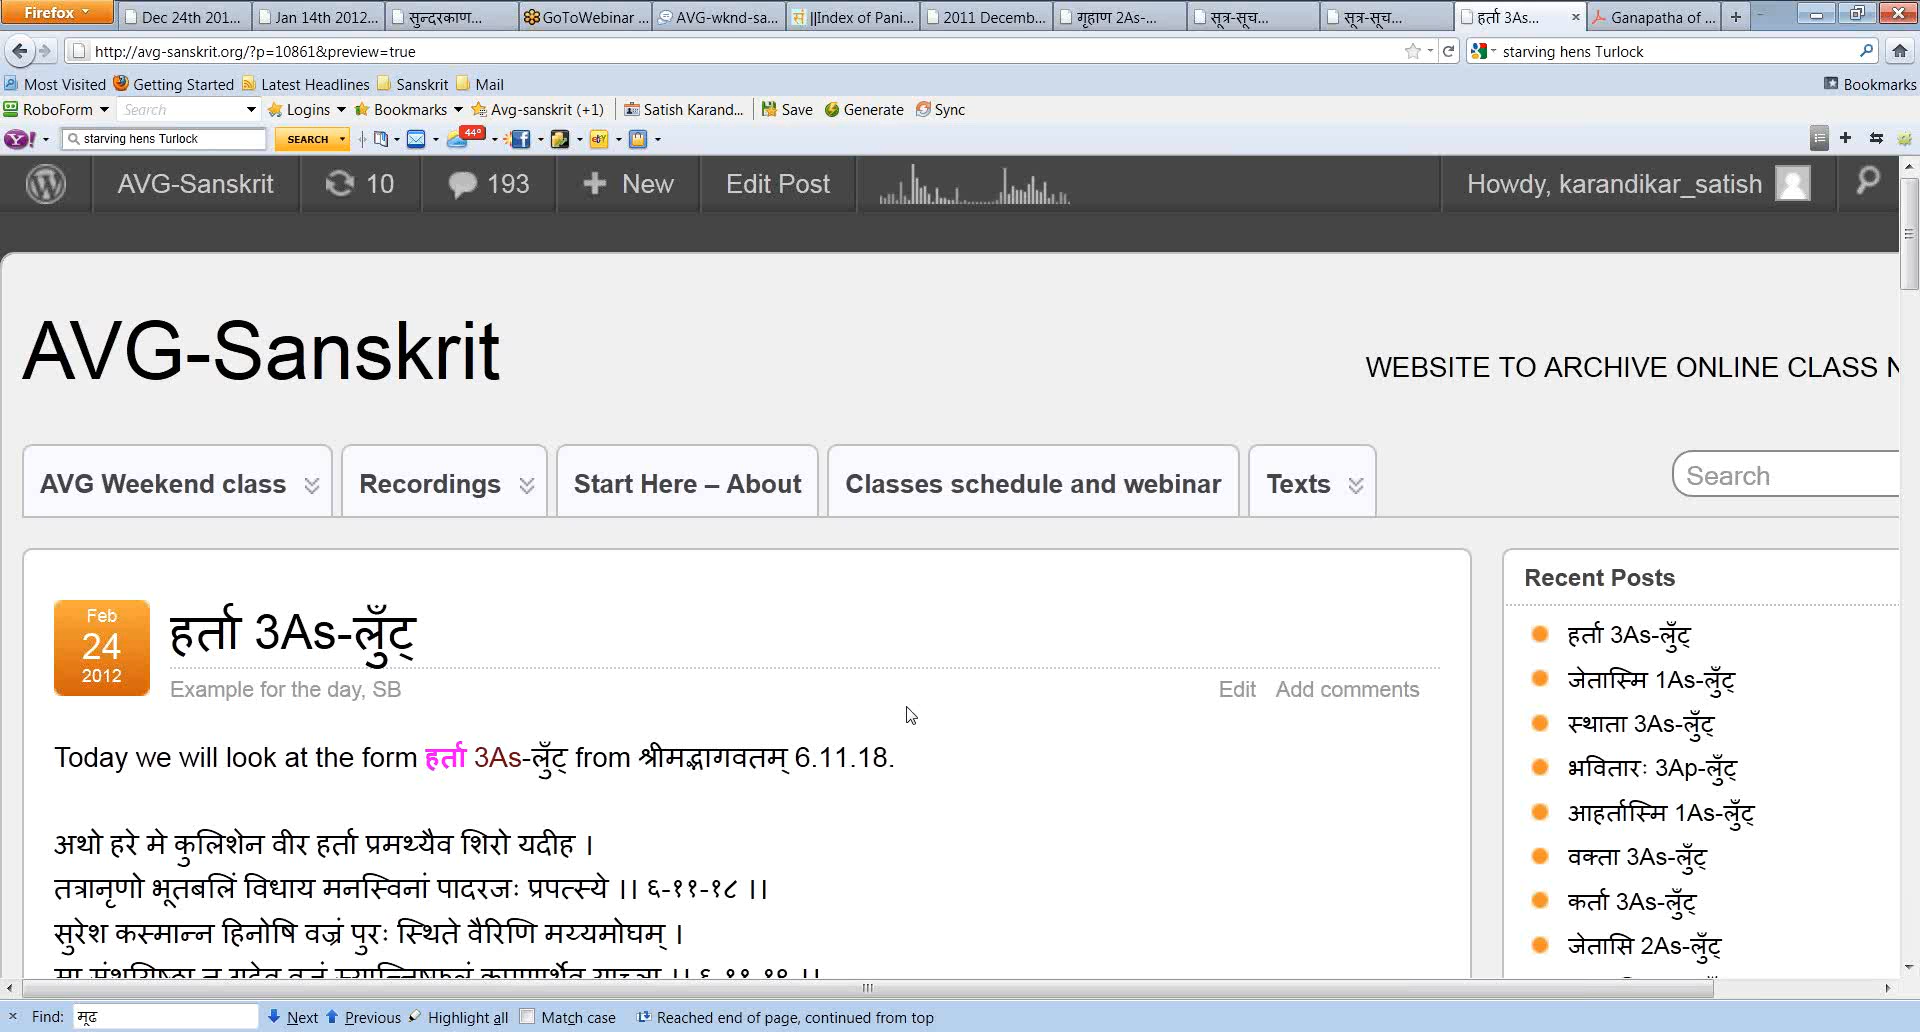 Firefox
Dec 24th 201...
Jan 14th 2012...
सुन्दरकाण...
GoToWebinar ...
AVG-wknd-sa...
||Index of Pani...
2011 Decemb...
गृहाण 2As-...
सूत्र-सूच...
सूत्र-सूच...
हर्ता 3As...
Ganapatha of ...
http://avg-sanskrit.org/?p=10861&preview=true
starving hens Turlock
Most Visited Getting Started Latest Headlines Sanskrit Mail Bookmarks
RoboForm Search Logins Bookmarks Avg-sanskrit (+1) Satish Karand... Save Generate Sync
starving hens Turlock SEARCH 44°
AVG-Sanskrit 10 193 New Edit Post Howdy, karandikar_satish
AVG-Sanskrit
WEBSITE TO ARCHIVE ONLINE CLASS N
AVG Weekend class Recordings Start Here – About Classes schedule and webinar Texts Search
Feb
24
2012
हर्ता 3As-लुँट्
Example for the day, SB Edit Add comments
Today we will look at the form हर्ता 3As-लुँट् from श्रीमद्भागवतम् 6.11.18.
अथो हरे मे कुलिशेन वीर हर्ता प्रमथ्यैव शिरो यदीह ।
तत्रानृणो भूतबलिं विधाय मनस्विनां पादरजः प्रपत्स्ये ।। ६-११-१८ ।।
सुरेश कस्मान्न हिनोषि वज्रं पुरः स्थिते वैरिणि मय्यमोघम् ।
Recent Posts
हर्ता 3As-लुँट्
जेतास्मि 1As-लुँट्
स्थाता 3As-लुँट्
भवितारः 3Ap-लुँट्
आहर्तास्मि 1As-लुँट्
वक्ता 3As-लुँट्
कर्ता 3As-लुँट्
जेतासि 2As-लुँट्
Find: मूढ Next Previous Highlight all Match case Reached end of page, continued from top